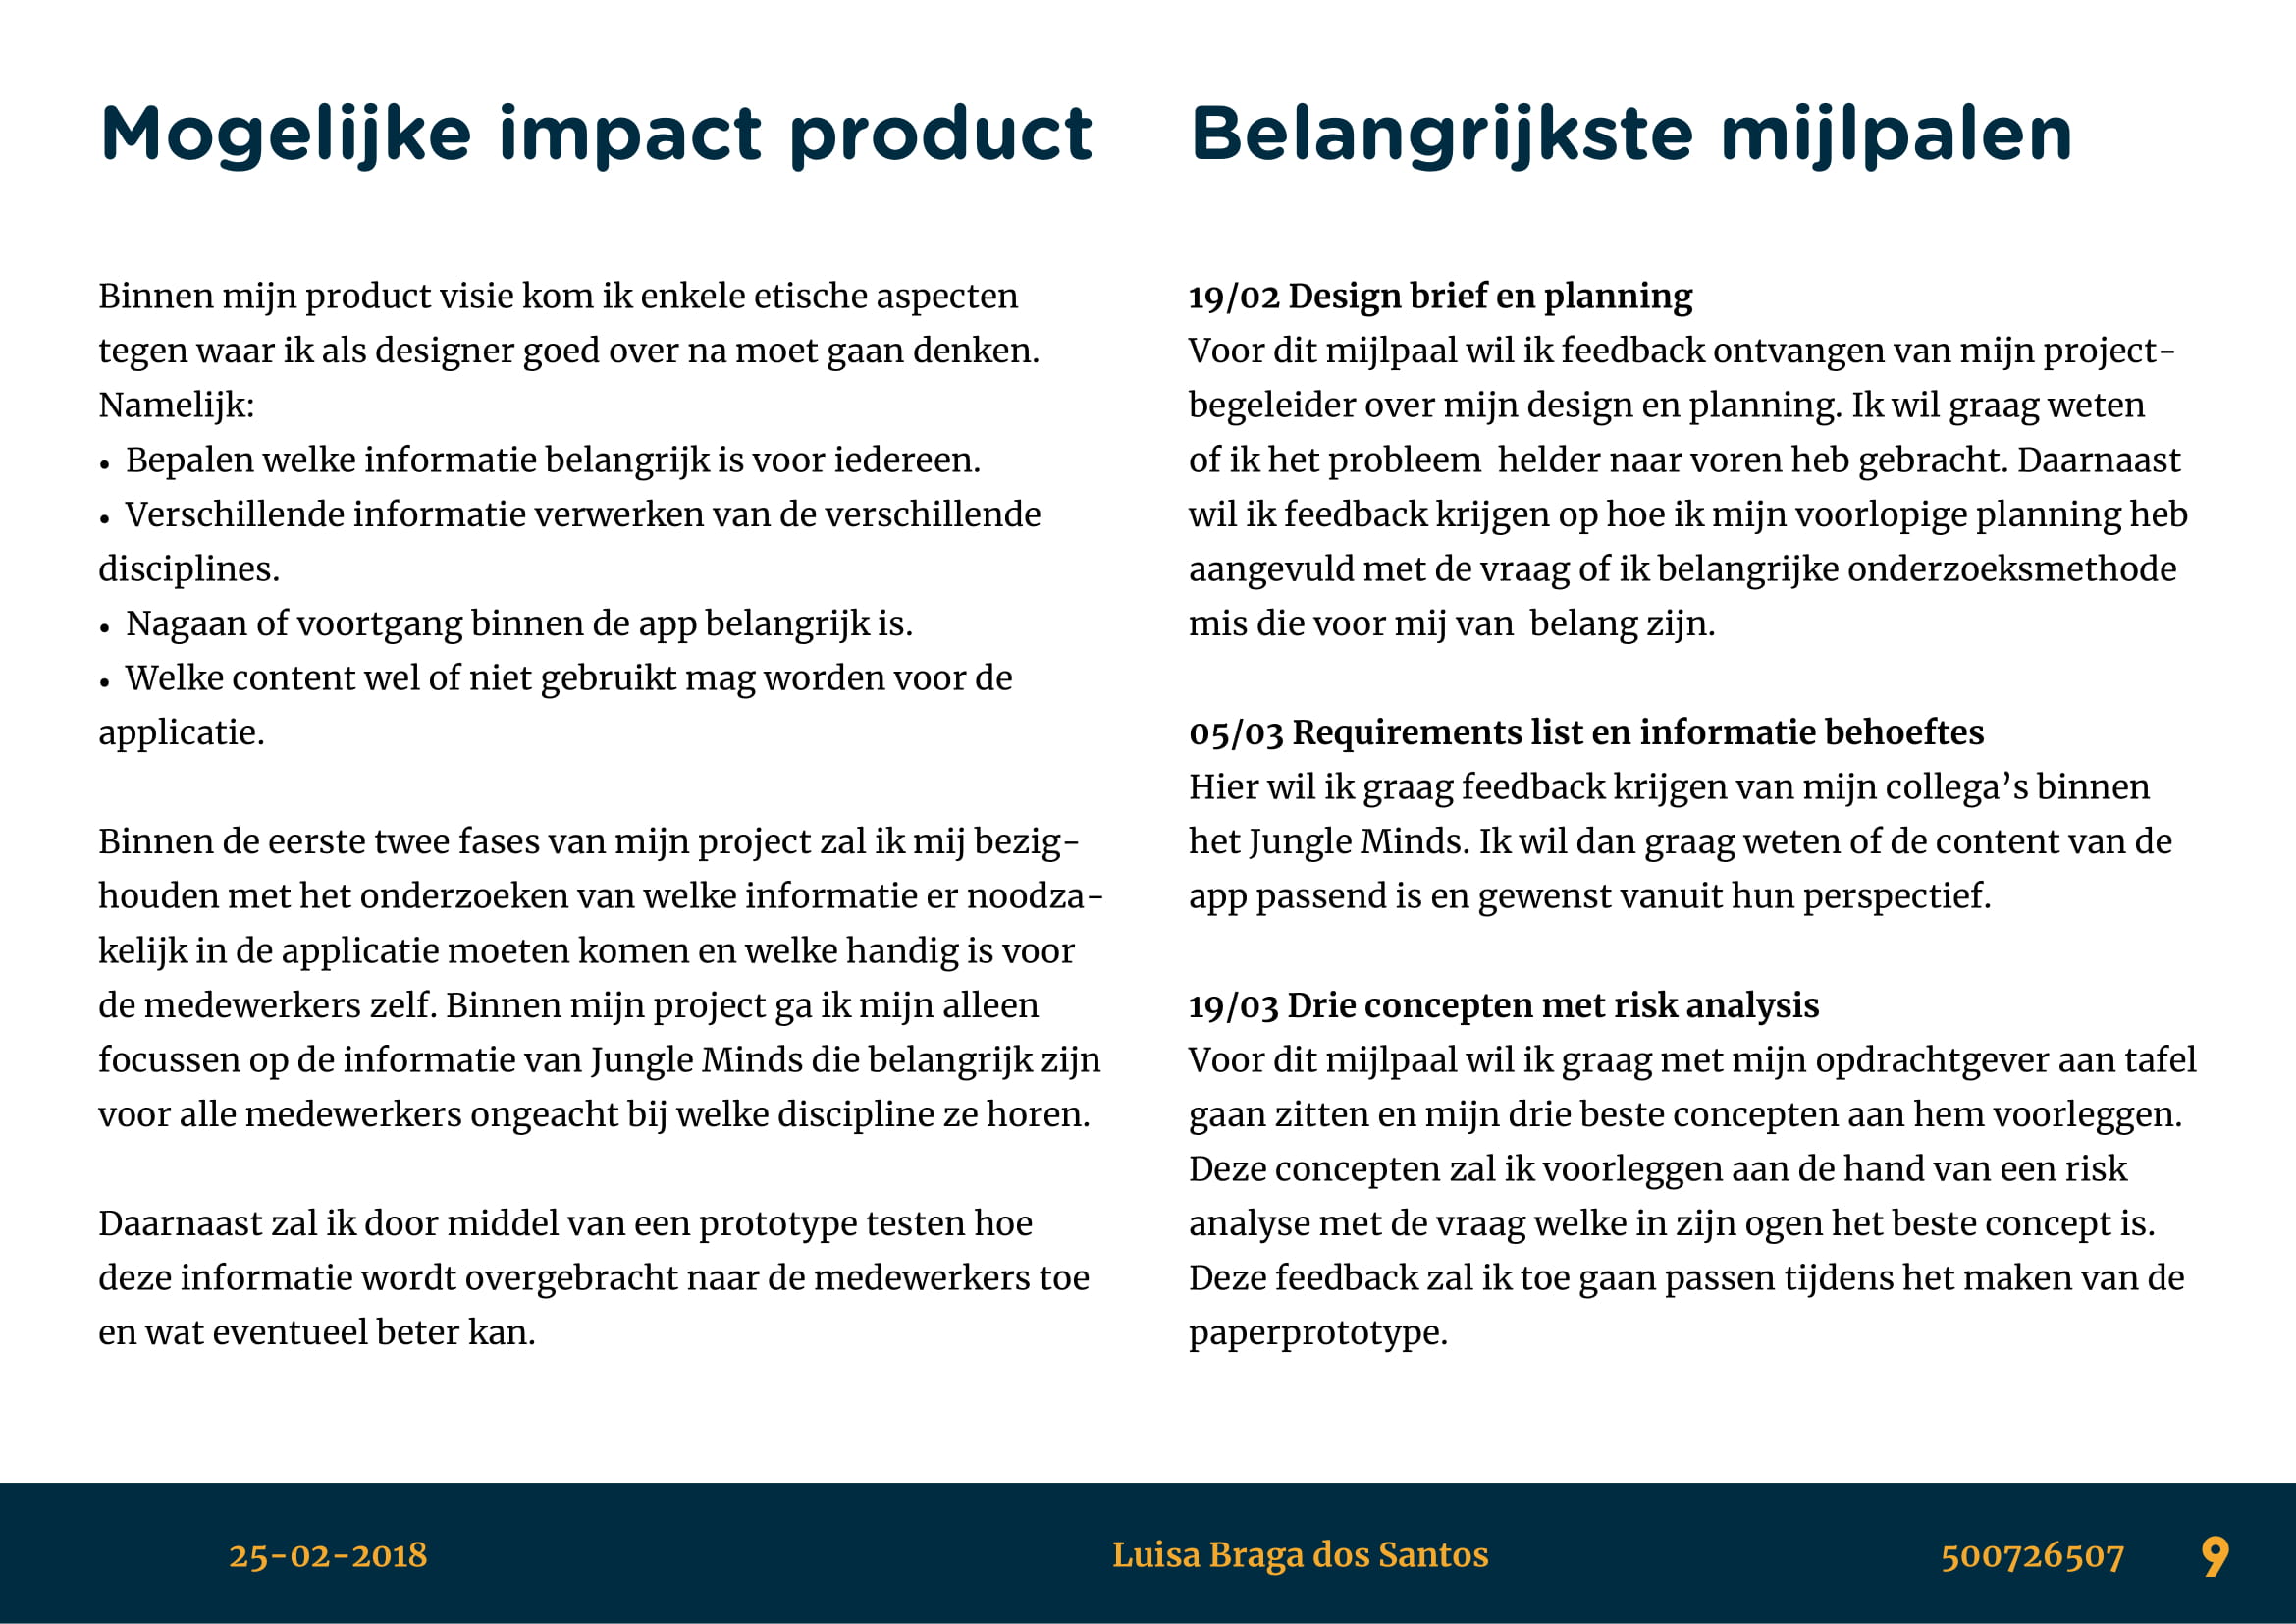 Mogelijke impact product
Binnen mijn product visie kom ik enkele etische aspecten
tegen waar ik als designer goed over na moet gaan denken.
Namelijk:
• Bepalen welke informatie belangrijk is voor iedereen.
• Verschillende informatie verwerken van de verschillende
disciplines.
• Nagaan of voortgang binnen de app belangrijk is.
• Welke content wel of niet gebruikt mag worden voor de
applicatie.
Binnen de eerste twee fases van mijn project zal ik mij bezig-
houden met het onderzoeken van welke informatie er noodza-
kelijk in de applicatie moeten komen en welke handig is voor
de medewerkers zelf. Binnen mijn project ga ik mijn alleen
focussen op de informatie van Jungle Minds die belangrijk zijn
voor alle medewerkers ongeacht bij welke discipline ze horen.
Daarnaast zal ik door middel van een prototype testen hoe
deze informatie wordt overgebracht naar de medewerkers toe
en wat eventueel beter kan.
Belangrijkste mijlpalen
19/02 Design brief en planning
Voor dit mijlpaal wil ik feedback ontvangen van mijn project-
begeleider over mijn design en planning. Ik wil graag weten
of ik het probleem  helder naar voren heb gebracht. Daarnaast
wil ik feedback krijgen op hoe ik mijn voorlopige planning heb
aangevuld met de vraag of ik belangrijke onderzoeksmethode
mis die voor mij van  belang zijn.
05/03 Requirements list en informatie behoeftes
Hier wil ik graag feedback krijgen van mijn collega’s binnen
het Jungle Minds. Ik wil dan graag weten of de content van de
app passend is en gewenst vanuit hun perspectief.
19/03 Drie concepten met risk analysis
Voor dit mijlpaal wil ik graag met mijn opdrachtgever aan tafel
gaan zitten en mijn drie beste concepten aan hem voorleggen.
Deze concepten zal ik voorleggen aan de hand van een risk
analyse met de vraag welke in zijn ogen het beste concept is.
Deze feedback zal ik toe gaan passen tijdens het maken van de
paperprototype.
25-02-2018
Luisa Braga dos Santos
500726507
9